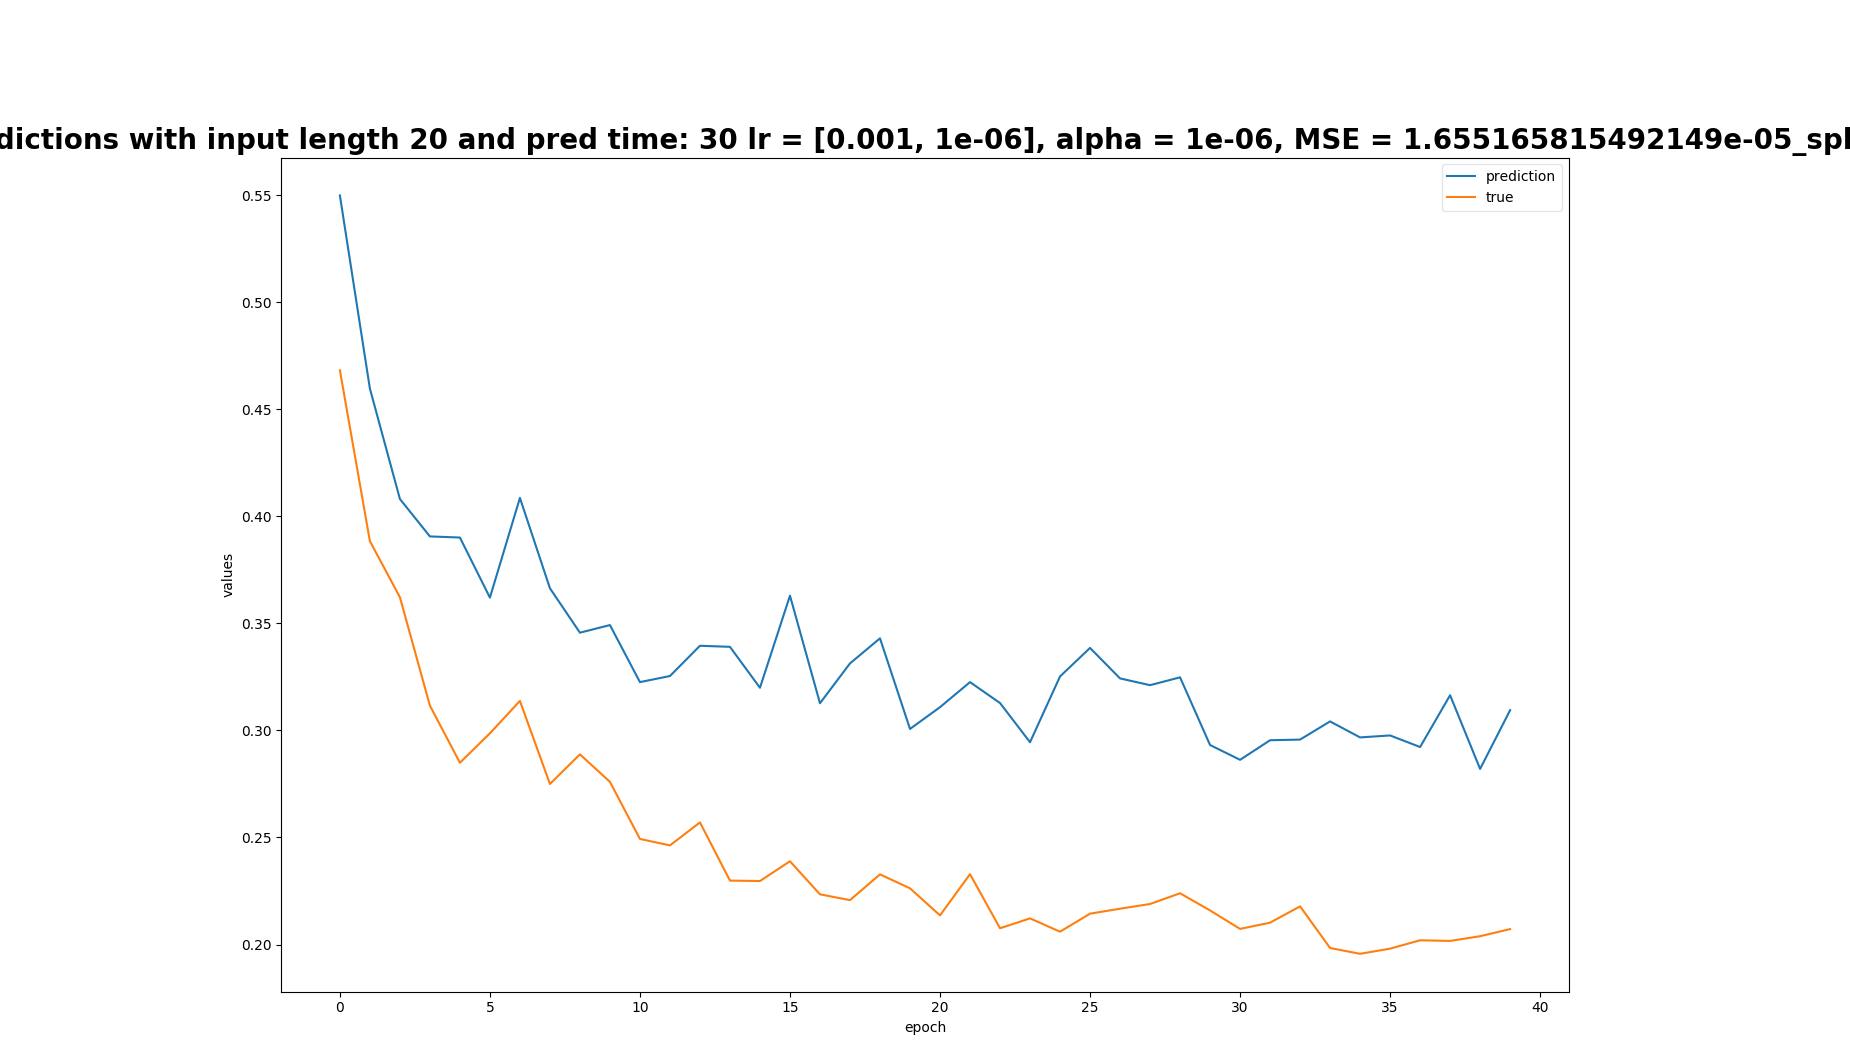 dictions with input length 20 and pred time: 30 lr = [0.001, 1e-06], alpha = 1e-06, MSE = 1.655165815492149e-05_spl
prediction
true
0.55
0.50
0.45
0.40
0.35
0.30
0.25
0.20
values
0 5 10 15 20 25 30 35 40
epoch